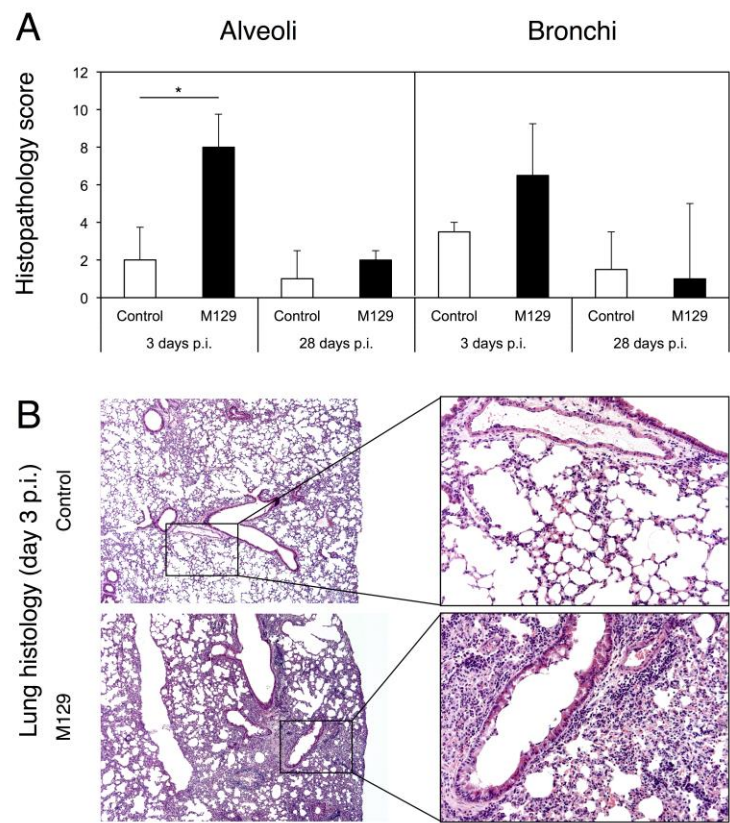 A
Alveoli Bronchi
Histopathology score
12
10
8
6
4
2
0
*
Control M129 Control M129 Control M129 Control M129
3 days p.i. 28 days p.i. 3 days p.i. 28 days p.i.
B
Lung histology (day 3 p.i.)
Control
M129